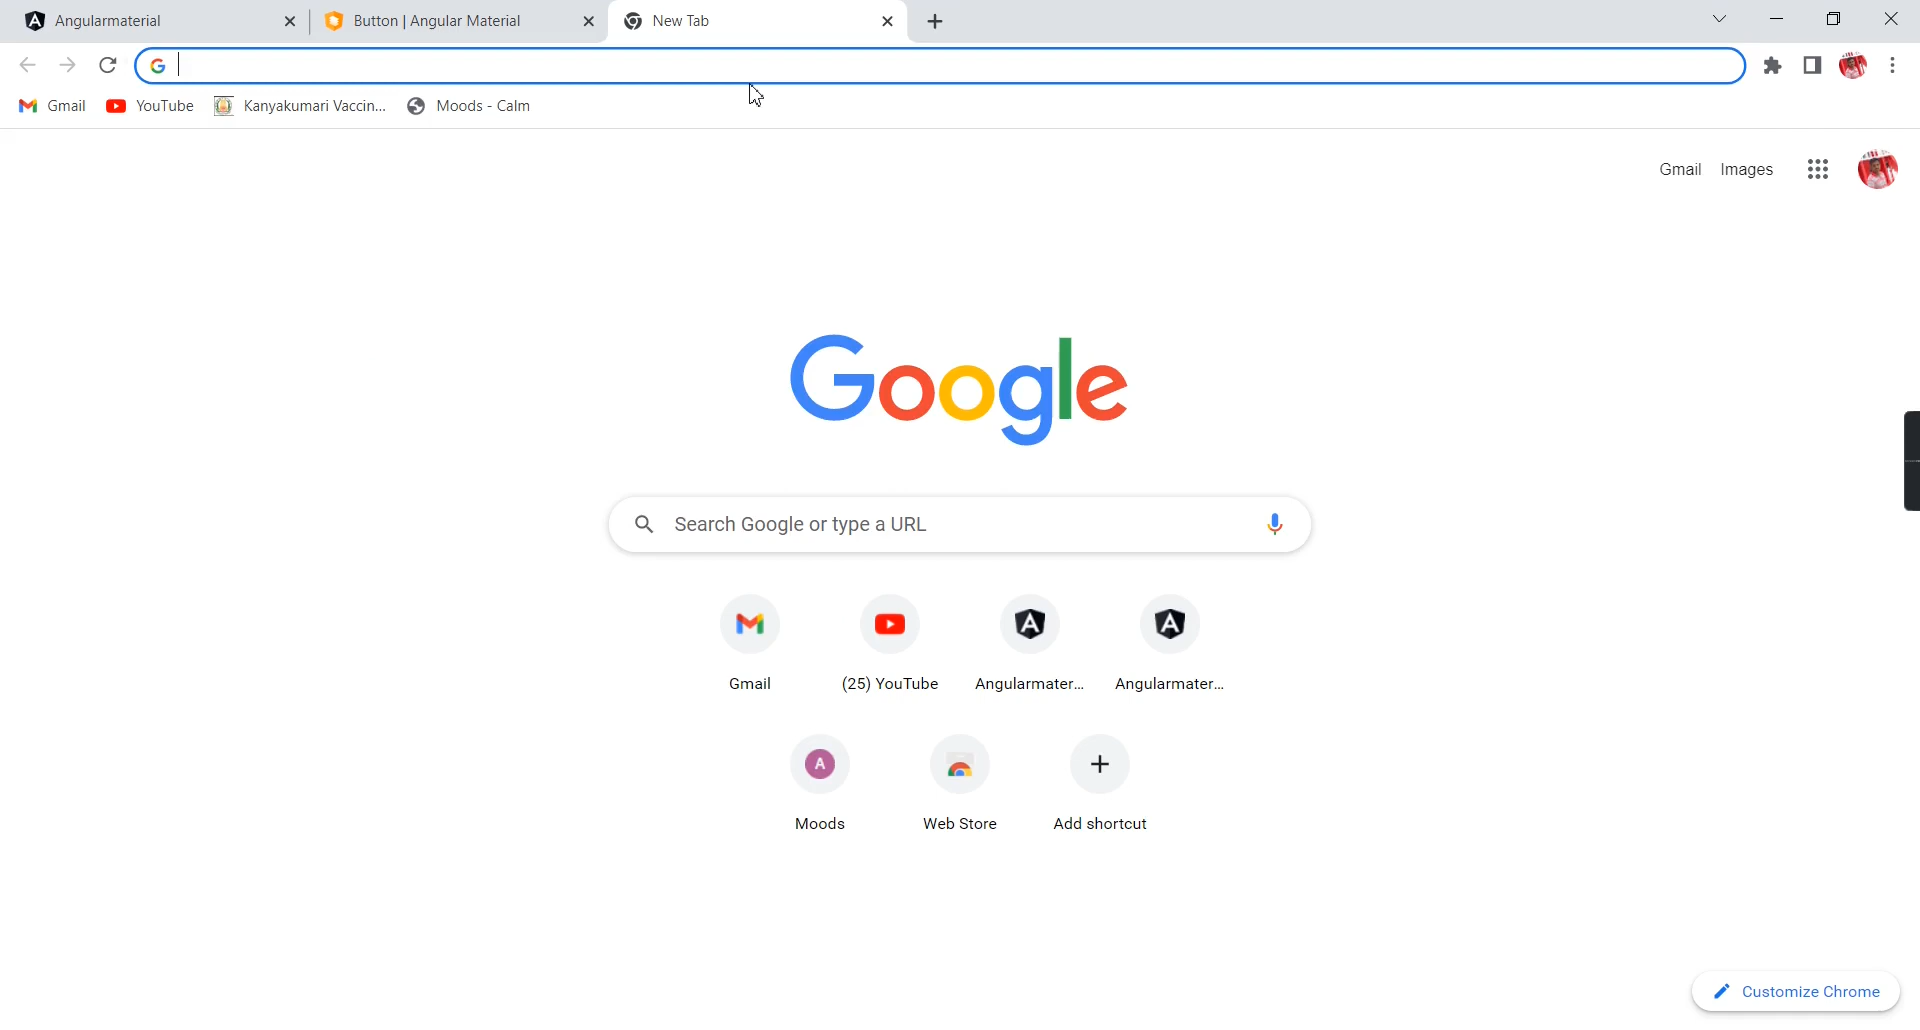 Angularmaterial
Button | Angular Material
New Tab
Gmail
YouTube
Kanyakumari Vaccin...
Moods - Calm
Gmail
Images
Google
Search Google or type a URL
Gmail
(25) YouTube
Angularmater...
Angularmater...
A
Moods
Web Store
Add shortcut
Customize Chrome